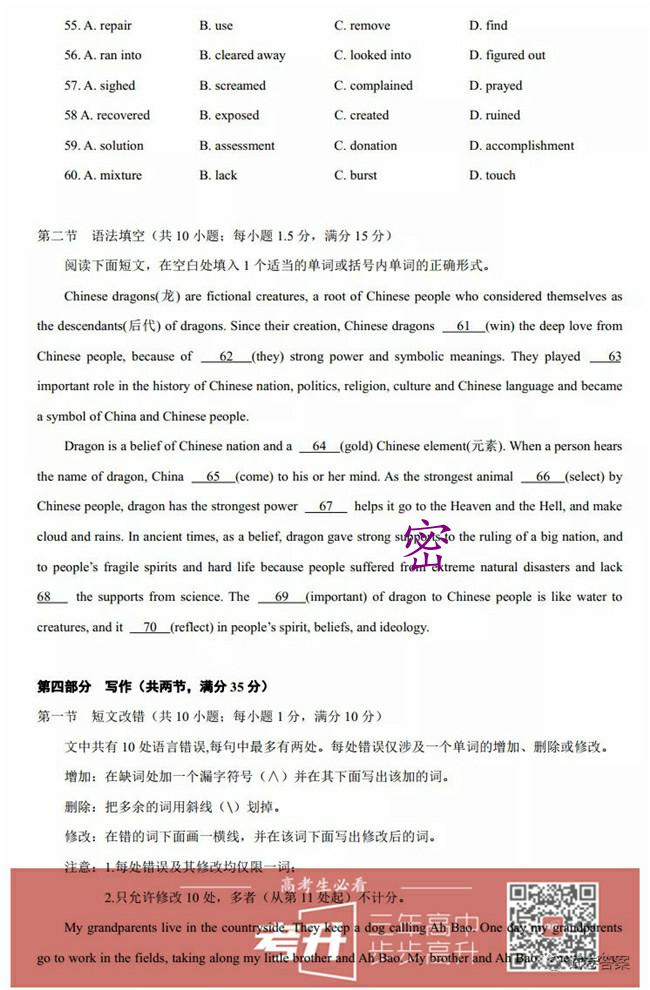 55. A. repair B. use C. remove D. find
56. A. ran into B. cleared away C. looked into D. figured out
57. A. sighed B. screamed C. complained D. prayed
58 A. recovered B. exposed C. created D. ruined
59. A. solution B. assessment C. donation D. accomplishment
60. A. mixture B. lack C. burst D. touch
第二节 语法填空（共 10 小题；每小题 1.5 分，满分 15 分）
阅读下面短文，在空白处填入 1 个适当的单词或括号内单词的正确形式。
Chinese dragons(龙) are fictional creatures, a root of Chinese people who considered themselves as
the descendants(后代) of dragons. Since their creation, Chinese dragons 61 (win) the deep love from
Chinese people, because of 62 (they) strong power and symbolic meanings. They played 63
important role in the history of Chinese nation, politics, religion, culture and Chinese language and became
a symbol of China and Chinese people.
Dragon is a belief of Chinese nation and a 64 (gold) Chinese element(元素). When a person hears
the name of dragon, China 65 (come) to his or her mind. As the strongest animal 66 (select) by
Chinese people, dragon has the strongest power 67 helps it go to the Heaven and the Hell, and make
cloud and rains. In ancient times, as a belief, dragon gave strong supports to the ruling of a big nation, and
to people's fragile spirits and hard life because people suffered from extreme natural disasters and lack
68 the supports from science. The 69 (important) of dragon to Chinese people is like water to
creatures, and it 70 (reflect) in people's spirit, beliefs, and ideology.
密
第四部分 写作（共两节，满分 35 分）
第一节 短文改错（共 10 小题；每小题 1 分，满分 10 分）
文中共有 10 处语言错误,每句中最多有两处。每处错误仅涉及一个单词的增加、删除或修改。
增加：在缺词处加一个漏字符号（∧）并在其下面写出该加的词。
删除：把多余的词用斜线（\）划掉。
修改：在错的词下面画一横线，并在该词下面写出修改后的词。
注意：1.每处错误及其修改均仅限一词；
高考生必看
2.只允许修改 10 处，多者（从第 11 处起）不计分。
考升 三年高中 步步高升
My grandparents live in the countryside. They keep a dog calling Ah Bao. One day my grandparents
go to work in the fields, taking along my little brother and Ah Bao. My brother and Ah Bao